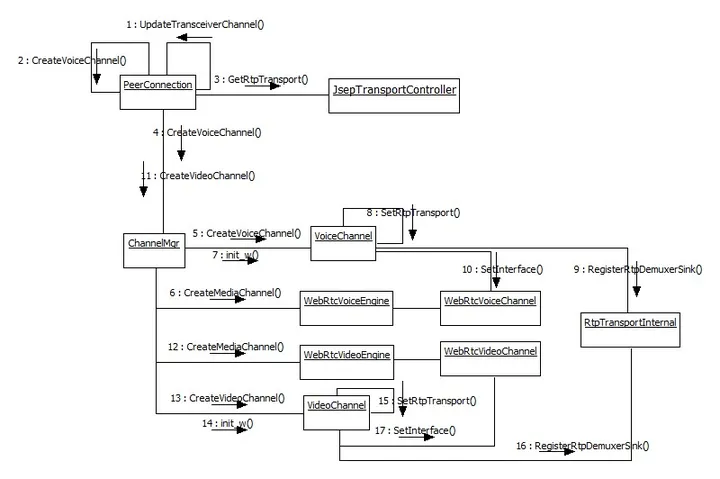 1 : UpdateTransceiverChannel()
2 : CreateVoiceChannel()
PeerConnection
3 : GetRtpTransport()
JsepTransportController
4 : CreateVoiceChannel()
11 : CreateVideoChannel()
8 : SetRtpTransport()
5 : CreateVoiceChannel()
VoiceChannel
ChannelMgr
7 : init_w()
10 : SetInterface()
9 : RegisterRtpDemuxerSink()
6 : CreateMediaChannel()
WebRtcVoiceEngine
WebRtcVoiceChannel
RtpTransportInternal
12 : CreateMediaChannel()
WebRtcVideoEngine
WebRtcVideoChannel
13 : CreateVideoChannel()
VideoChannel
15 : SetRtpTransport()
14 : init_w()
17 : SetInterface()
16 : RegisterRtpDemuxerSink()